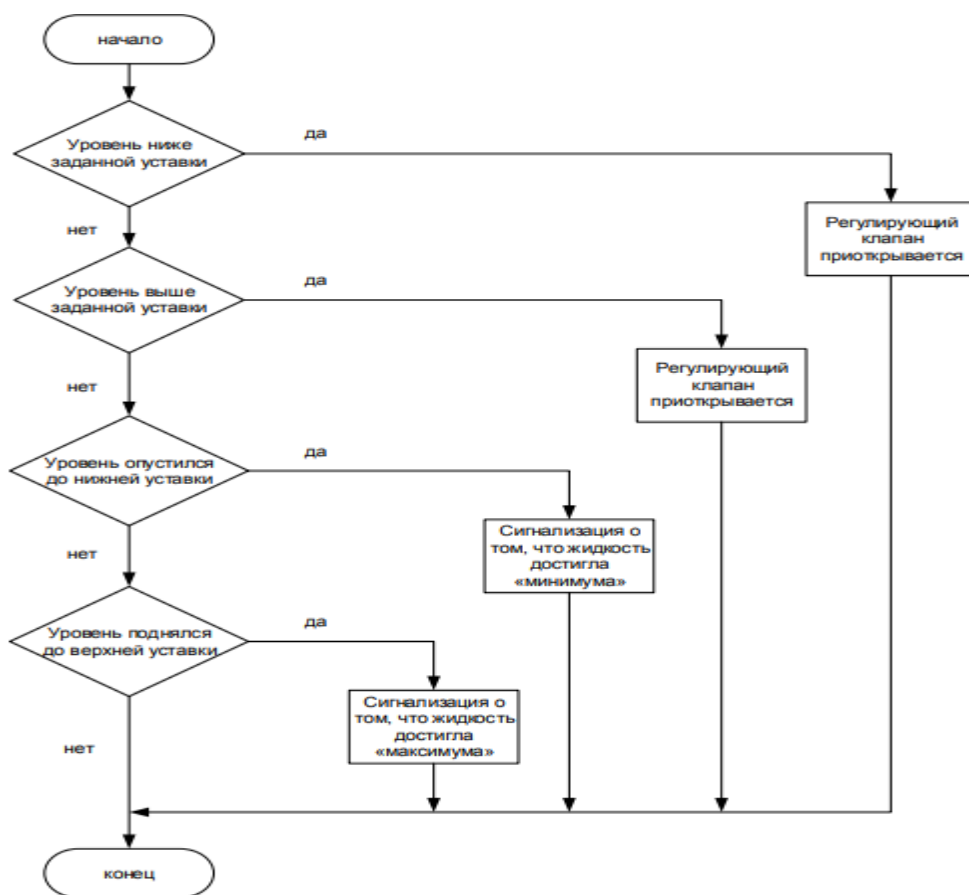 начало
Уровень ниже
заданной уставки
да
Регулирующий
клапан
приоткрывается
нет
Уровень выше
заданной уставки
да
Регулирующий
клапан
приоткрывается
нет
Уровень опустился
до нижней уставки
да
Сигнализация о
том, что жидкость
достигла
«минимума»
нет
Уровень поднялся
до верхней уставки
да
Сигнализация о
том, что жидкость
достигла
«максимума»
нет
конец